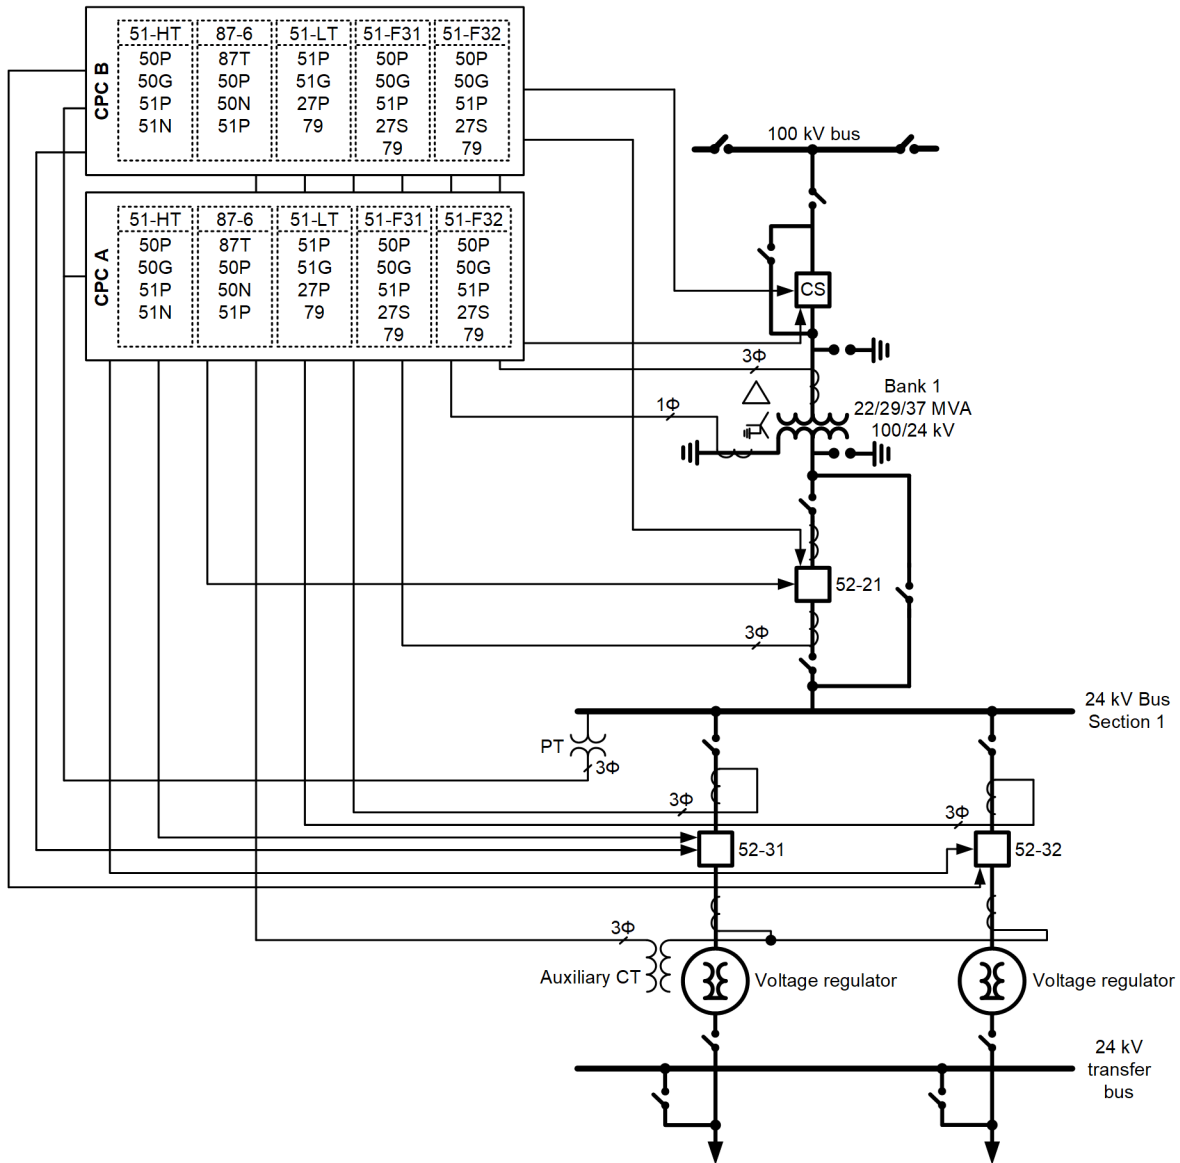 CPC B
51-HT 87-6 51-LT 51-F31 51-F32
50P 87T 51P 50P 50P
50G 50P 51G 50G 50G
51P 50N 27P 51P 51P
51N 51P 79 27S 27S
79 79
CPC A
51-HT 87-6 51-LT 51-F31 51-F32
50P 87T 51P 50P 50P
50G 50P 51G 50G 50G
51P 50N 27P 51P 51P
51N 51P 79 27S 27S
79 79
100 kV bus
CS
3Φ
1Φ
Bank 1
22/29/37 MVA
100/24 kV
52-21
3Φ
24 kV Bus
Section 1
PT
3Φ
3Φ
3Φ
52-31
52-32
3Φ
Auxiliary CT
Voltage regulator
Voltage regulator
24 kV
transfer
bus